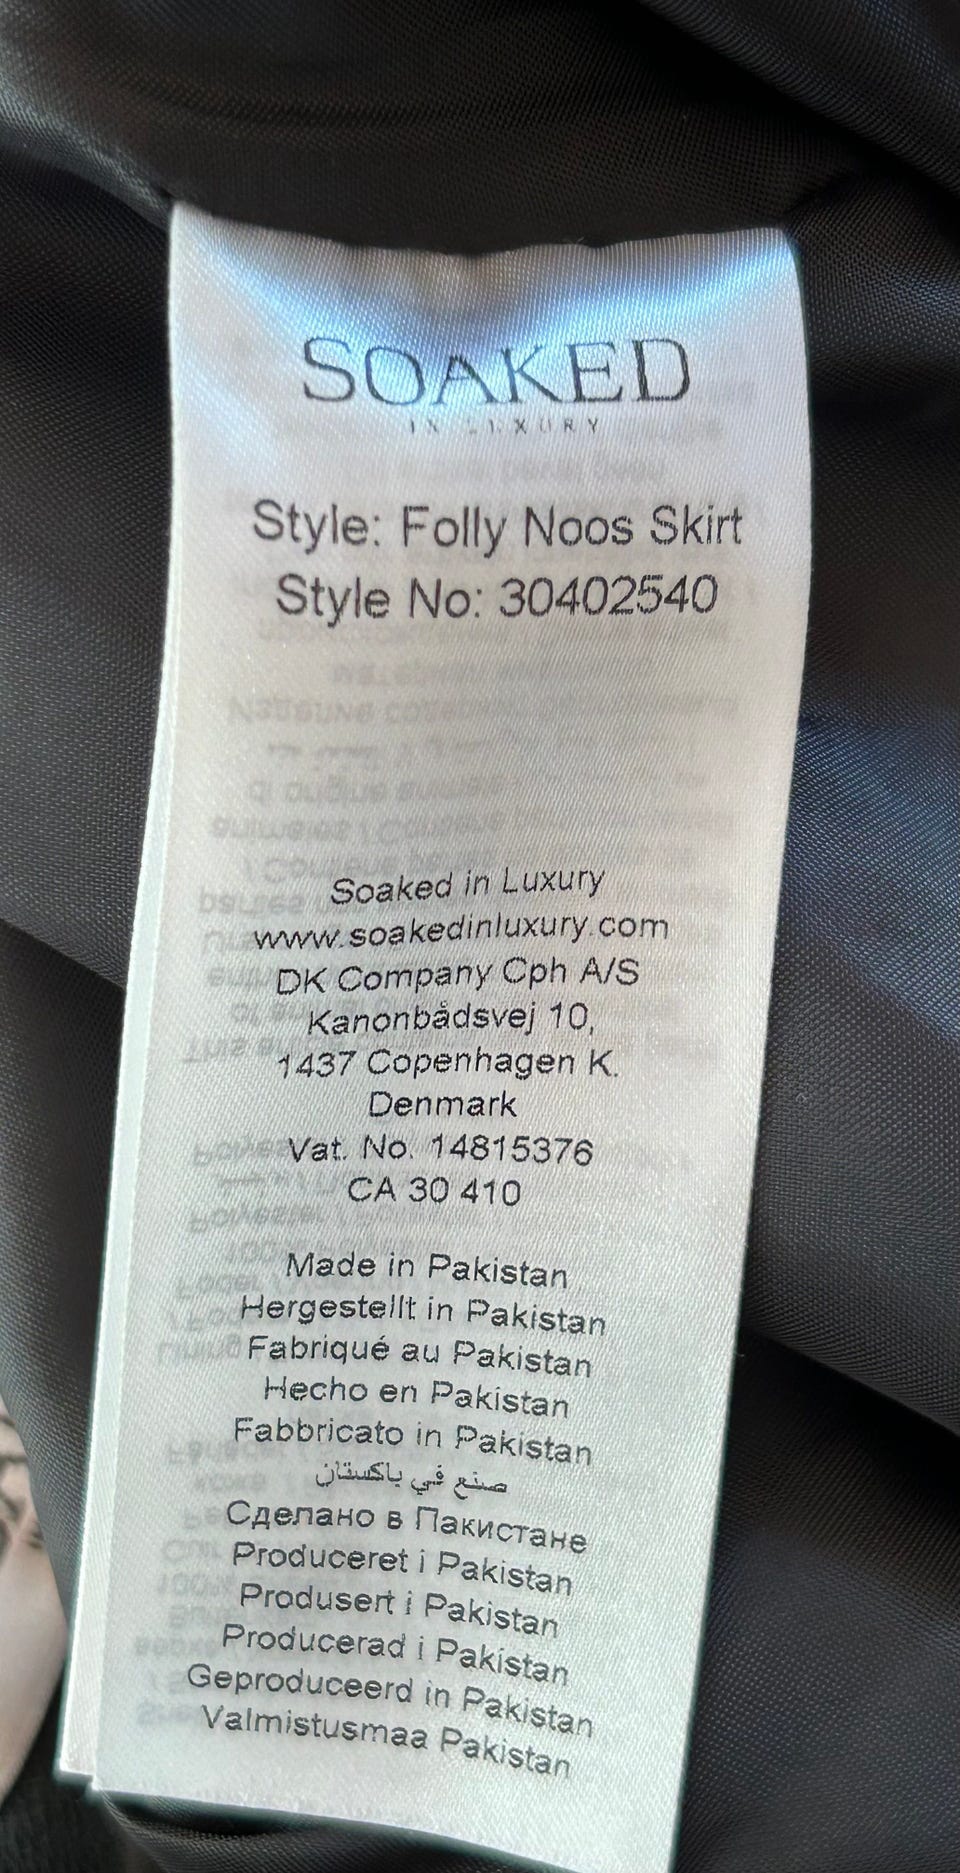 SOAKED
IN LUXURY
Style: Folly Noos Skirt
Style No: 30402540
Soaked in Luxury
www.soakedinluxury.com
DK Company Cph A/S
Kanonbådsvej 10,
1437 Copenhagen K.
Denmark
Vat. No. 14815376
CA 30 410
Made in Pakistan
Hergestellt in Pakistan
Fabriqué au Pakistan
Hecho en Pakistan
Fabbricato in Pakistan
صنع في باكستان
Сделано в Пакистане
Produceret i Pakistan
Produsert i Pakistan
Producerad i Pakistan
Geproduceerd in Pakistan
Valmistusmaa Pakistan